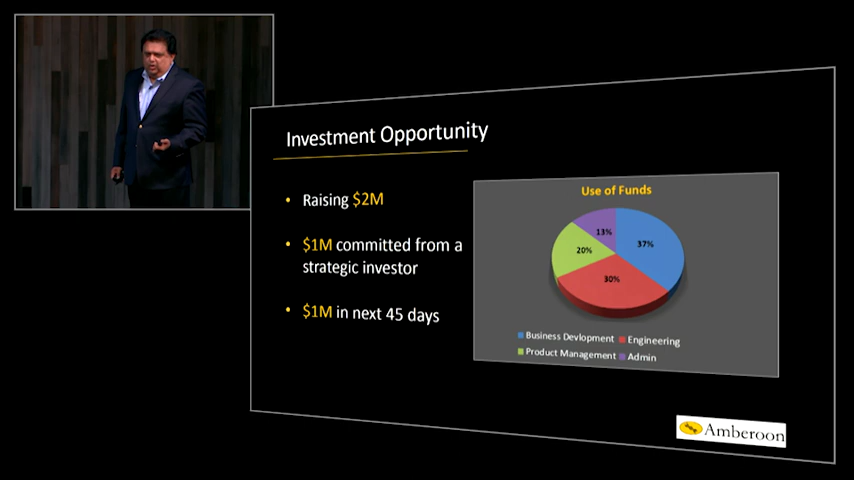 Investment Opportunity
• Raising $2M
• $1M committed from a
strategic investor
• $1M in next 45 days
Use of Funds
13%
37%
20%
30%
Business Devlopment Engineering
Product Management Admin
Amberoon